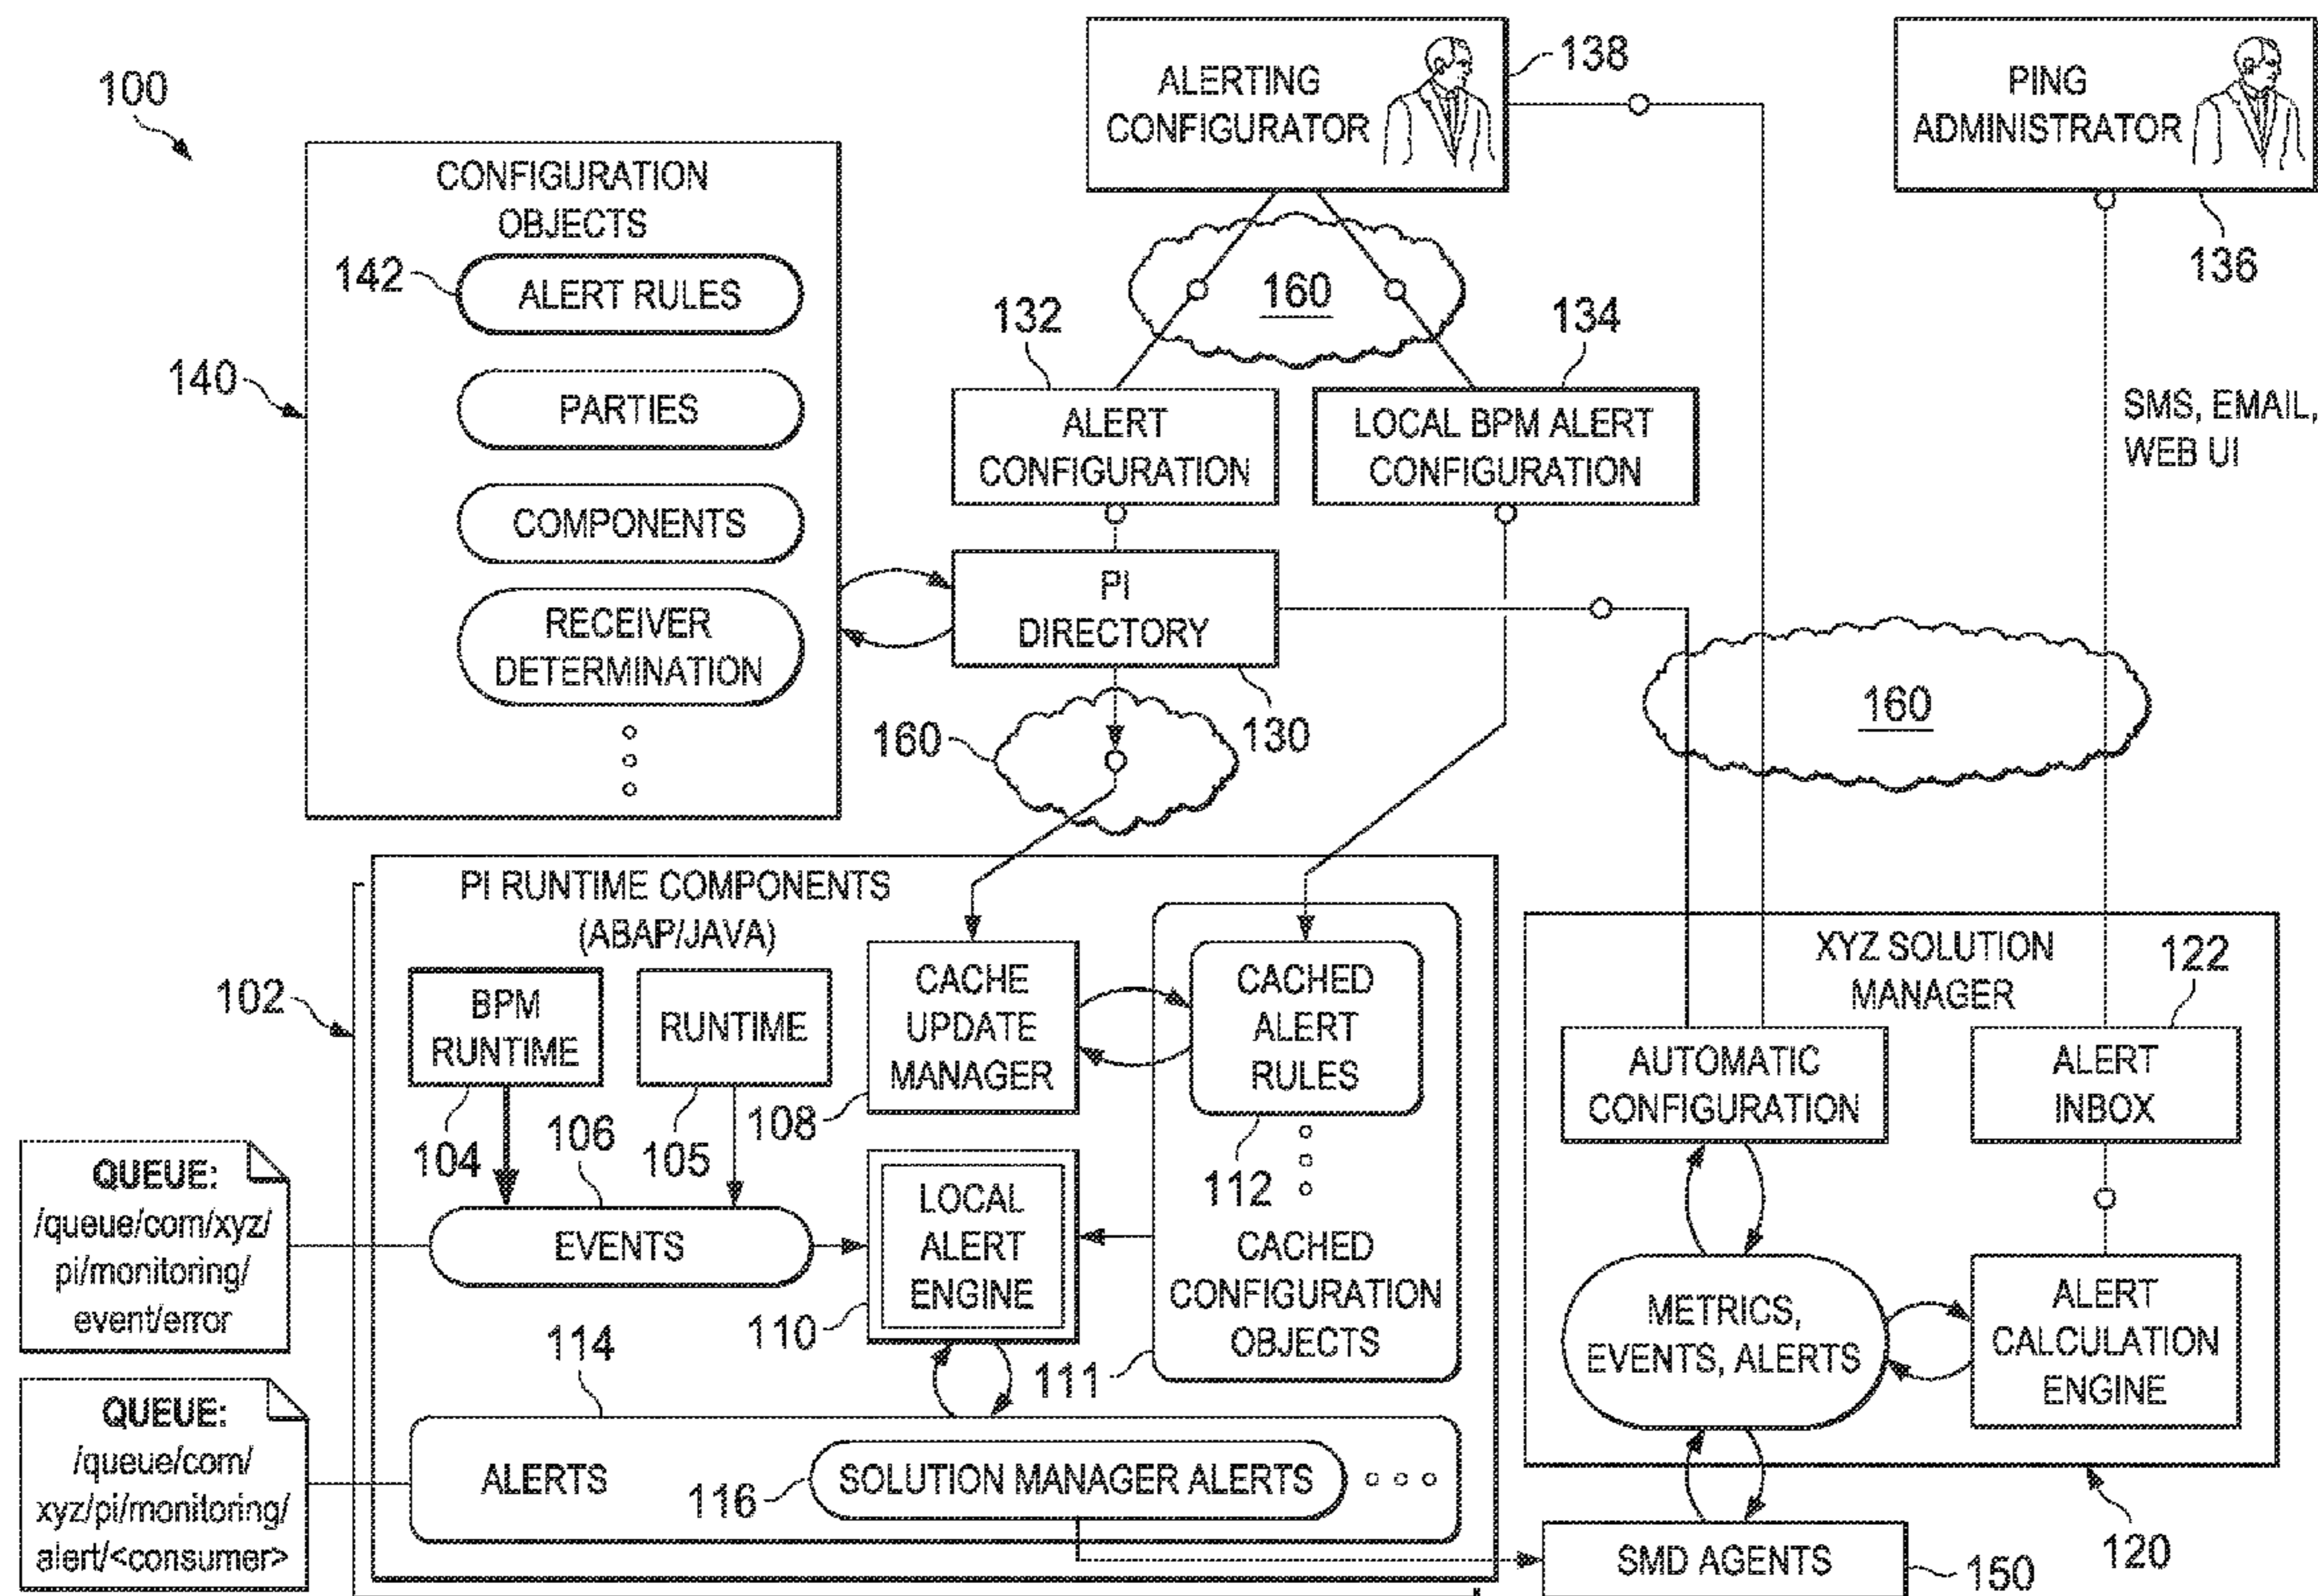 100
ALERTING
CONFIGURATOR
138
PING
ADMINISTRATOR
136
CONFIGURATION
OBJECTS
142
ALERT RULES
140
PARTIES
COMPONENTS
RECEIVER
DETERMINATION
160
132
134
ALERT
CONFIGURATION
LOCAL BPM ALERT
CONFIGURATION
SMS, EMAIL,
WEB UI
PI
DIRECTORY
130
160
160
PI RUNTIME COMPONENTS
(ABAP/JAVA)
102
BPM
RUNTIME
104
RUNTIME
105
CACHE
UPDATE
MANAGER
108
CACHED
ALERT
RULES
112
106
EVENTS
LOCAL
ALERT
ENGINE
110
CACHED
CONFIGURATION
OBJECTS
111
114
ALERTS
116
SOLUTION MANAGER ALERTS
QUEUE:
/queue/com/xyz/
pi/monitoring/
event/error
QUEUE:
/queue/com/
xyz/pi/monitoring/
alert/<consumer>
XYZ SOLUTION
MANAGER
122
AUTOMATIC
CONFIGURATION
ALERT
INBOX
METRICS,
EVENTS, ALERTS
ALERT
CALCULATION
ENGINE
120
SMD AGENTS
150